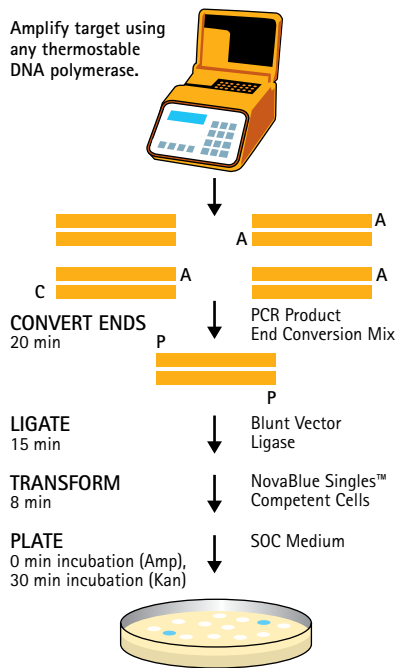 Amplify target using
any thermostable
DNA polymerase.
A
A
A
C
A
CONVERT ENDS
20 min
PCR Product
End Conversion Mix
P
P
LIGATE
15 min
Blunt Vector
Ligase
TRANSFORM
8 min
NovaBlue Singles™
Competent Cells
PLATE
0 min incubation (Amp),
30 min incubation (Kan)
SOC Medium